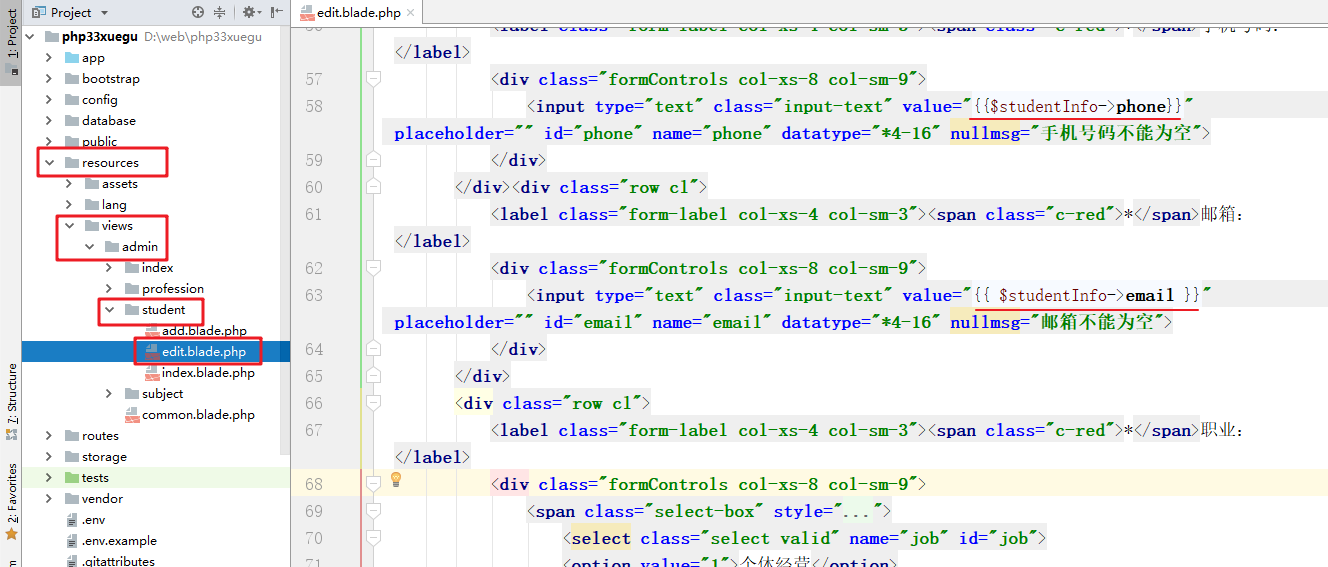 Project
edit.blade.php
1: Project
7: Structure
2: Favorites
php33xuegu D:\web\php33xuegu
app
bootstrap
config
database
public
resources
assets
lang
views
admin
index
profession
student
add.blade.php
edit.blade.php
index.blade.php
subject
common.blade.php
routes
storage
tests
vendor
.env
.env.example
.gitattributes
</label>
57 <div class="formControls col-xs-8 col-sm-9">
58 <input type="text" class="input-text" value="{{$studentInfo->phone}}"
placeholder="" id="phone" name="phone" datatype="*4-16" nullmsg="手机号码不能为空">
59 </div>
60 </div><div class="row cl">
61 <label class="form-label col-xs-4 col-sm-3"><span class="c-red">*</span>邮箱:
</label>
62 <div class="formControls col-xs-8 col-sm-9">
63 <input type="text" class="input-text" value="{{ $studentInfo->email }}"
placeholder="" id="email" name="email" datatype="*4-16" nullmsg="邮箱不能为空">
64 </div>
65 </div>
66 <div class="row cl">
67 <label class="form-label col-xs-4 col-sm-3"><span class="c-red">*</span>职业:
</label>
68 <div class="formControls col-xs-8 col-sm-9">
69 <span class="select-box" style="...">
70 <select class="select valid" name="job" id="job">
71 <option value="1">个体经营</option>